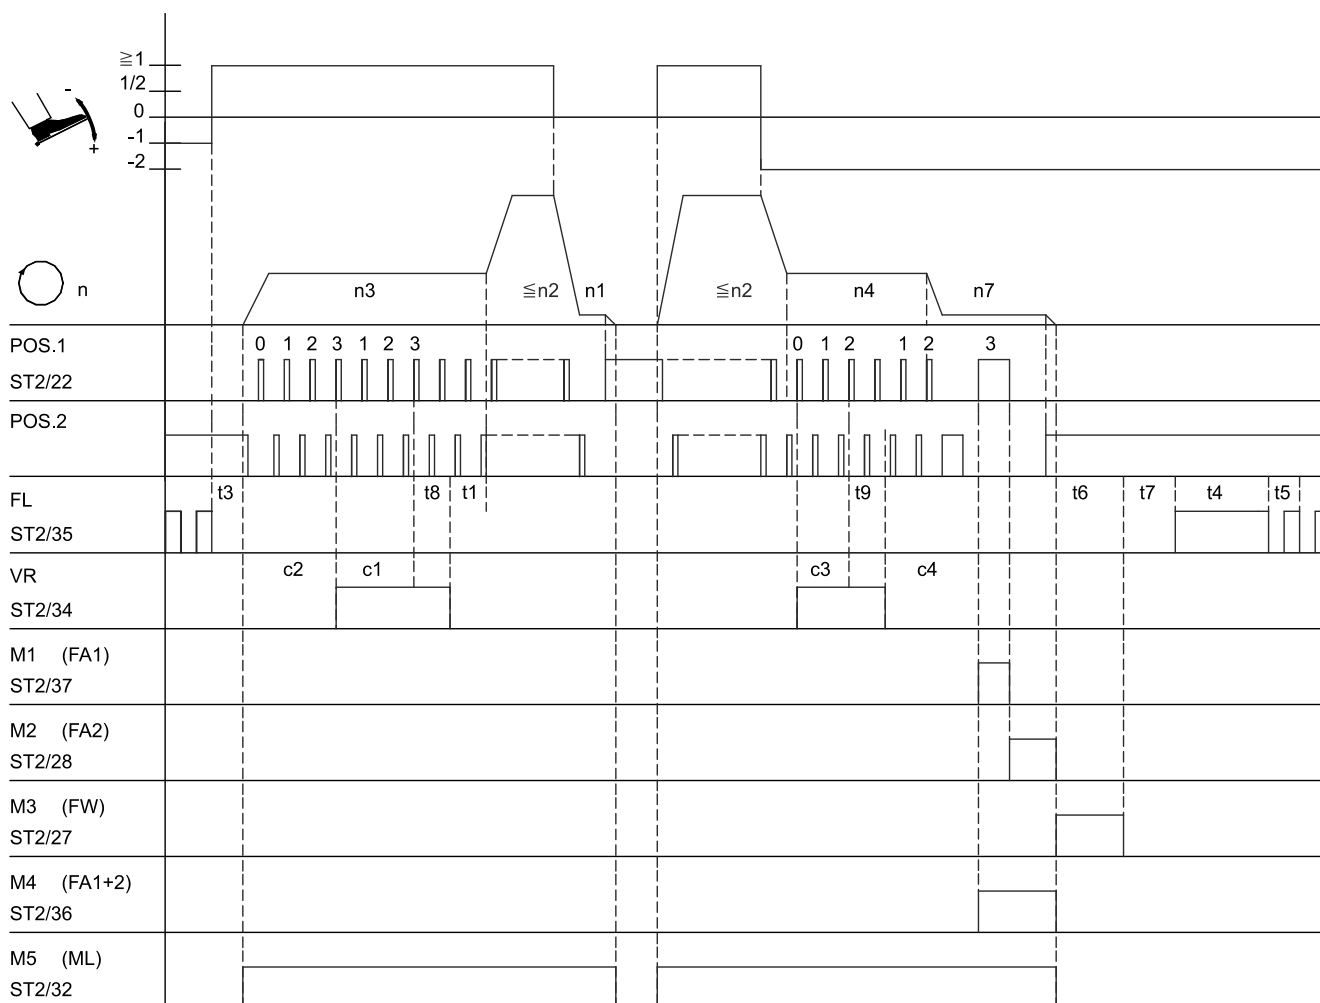 ≧1
1/2
0
-1
-2
-
+
n
n3
≦n2
n1
≦n2
n4
n7
POS.1
0 1 2 3 1 2 3
0 1 2 1 2 3
ST2/22
POS.2
FL
t3
t8
t1
t9
t6
t7
t4
t5
ST2/35
VR
c2
c1
c3
c4
ST2/34
M1 (FA1)
ST2/37
M2 (FA2)
ST2/28
M3 (FW)
ST2/27
M4 (FA1+2)
ST2/36
M5 (ML)
ST2/32